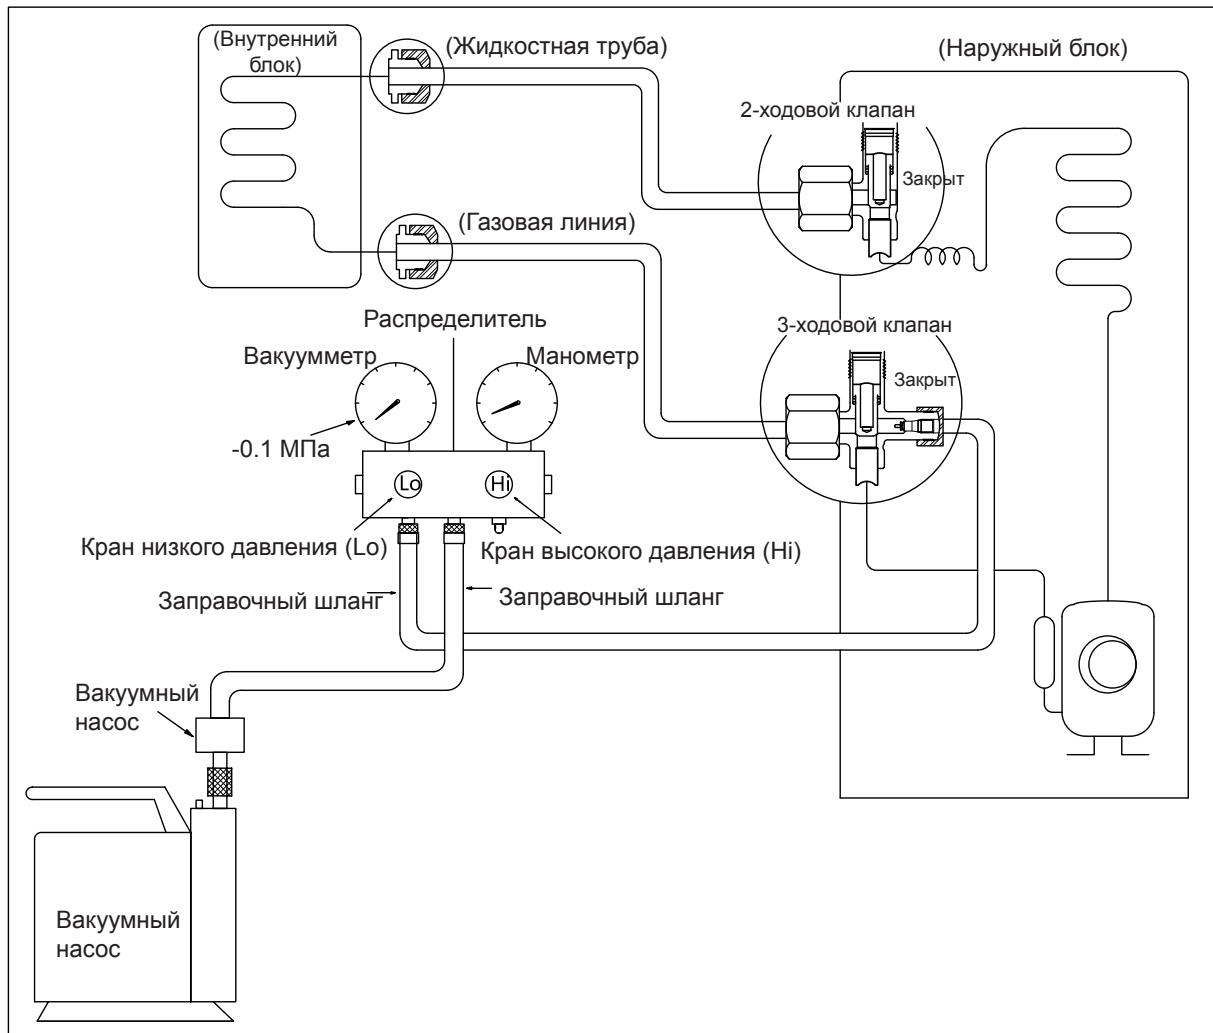 (Внутренний
блок)
(Жидкостная труба)
(Наружный блок)
2-ходовой клапан
Закрыт
(Газовая линия)
Распределитель
3-ходовой клапан
Вакуумметр
Манометр
Закрыт
-0.1 МПа
Lo
Hi
Кран низкого давления (Lo)
Кран высокого давления (Hi)
Заправочный шланг
Заправочный шланг
Вакуумный
насос
Вакуумный
насос